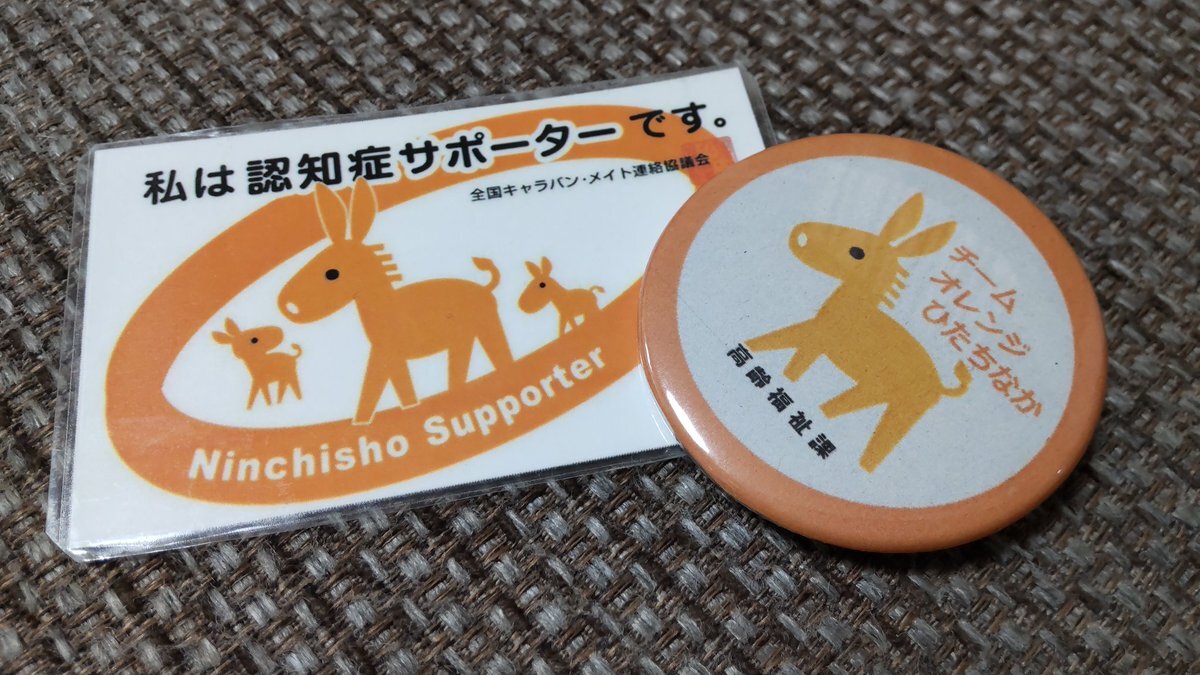 私は認知症サポーターです。
全国キャラバン・メイト連絡協議会
Ninchisho Supporter
チーム
オレンジ
ひたちなか
高齢福祉課